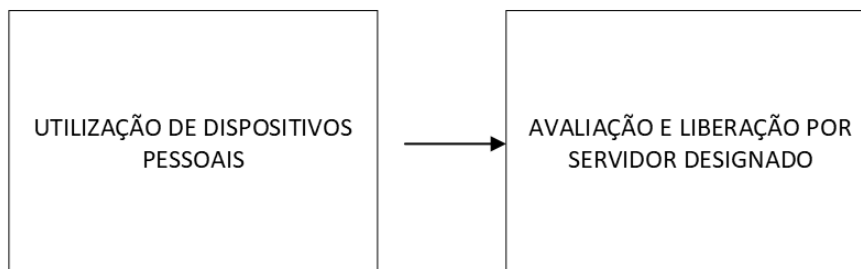 UTILIZAÇÃO DE DISPOSITIVOS
PESSOAIS
AVALIAÇÃO E LIBERAÇÃO POR
SERVIDOR DESIGNADO